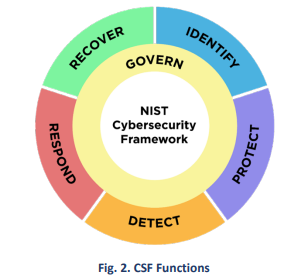 RECOVER
IDENTIFY
GOVERN
NIST
Cybersecurity
Framework
RESPOND
PROTECT
DETECT
Fig. 2. CSF Functions